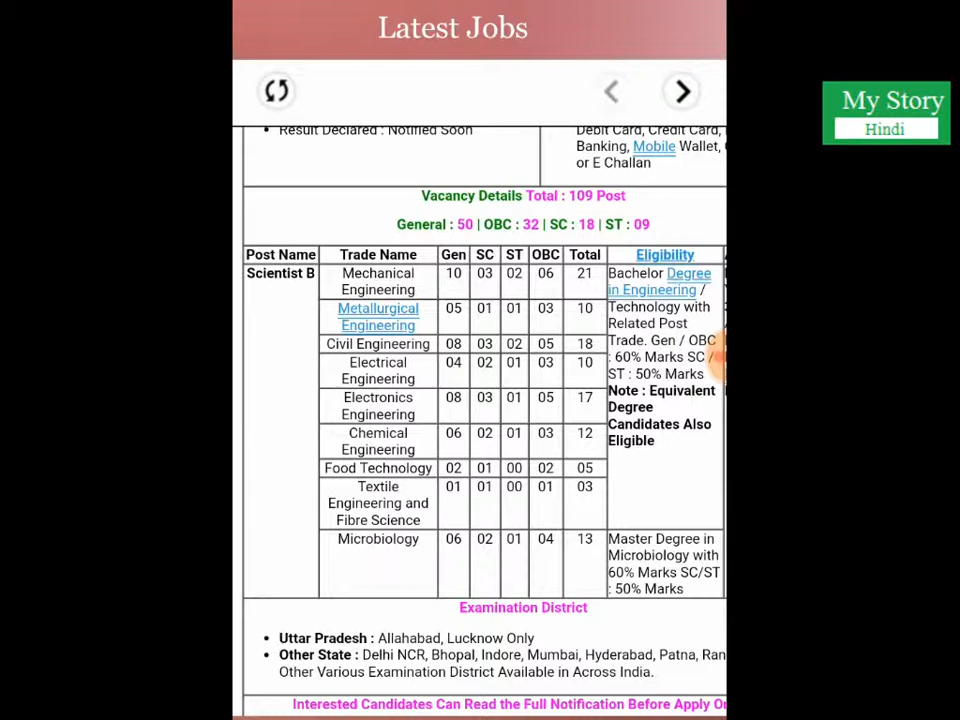 Latest Jobs
My Story
Hindi
Result Declared : Notified Soon
Debit Card, Credit Card,
Banking, Mobile Wallet,
or E Challan
Vacancy Details Total : 109 Post
General : 50 | OBC : 32 | SC : 18 | ST : 09
Post Name Trade Name Gen SC ST OBC Total Eligibility
Scientist B Mechanical Engineering 10 03 02 06 21
Metallurgical Engineering 05 01 01 03 10
Civil Engineering 08 03 02 05 18
Electrical Engineering 04 02 01 03 10
Electronics Engineering 08 03 01 05 17
Chemical Engineering 06 02 01 03 12
Food Technology 02 01 00 02 05
Textile Engineering and Fibre Science 01 01 00 01 03
Bachelor Degree
in Engineering /
Technology with
Related Post
Trade. Gen / OBC
: 60% Marks SC /
ST : 50% Marks
Note : Equivalent
Degree
Candidates Also
Eligible
Microbiology 06 02 01 04 13
Master Degree in
Microbiology with
60% Marks SC/ST
: 50% Marks
Examination District
Uttar Pradesh : Allahabad, Lucknow Only
Other State : Delhi NCR, Bhopal, Indore, Mumbai, Hyderabad, Patna, Ran
Other Various Examination District Available in Across India.
Interested Candidates Can Read the Full Notification Before Apply